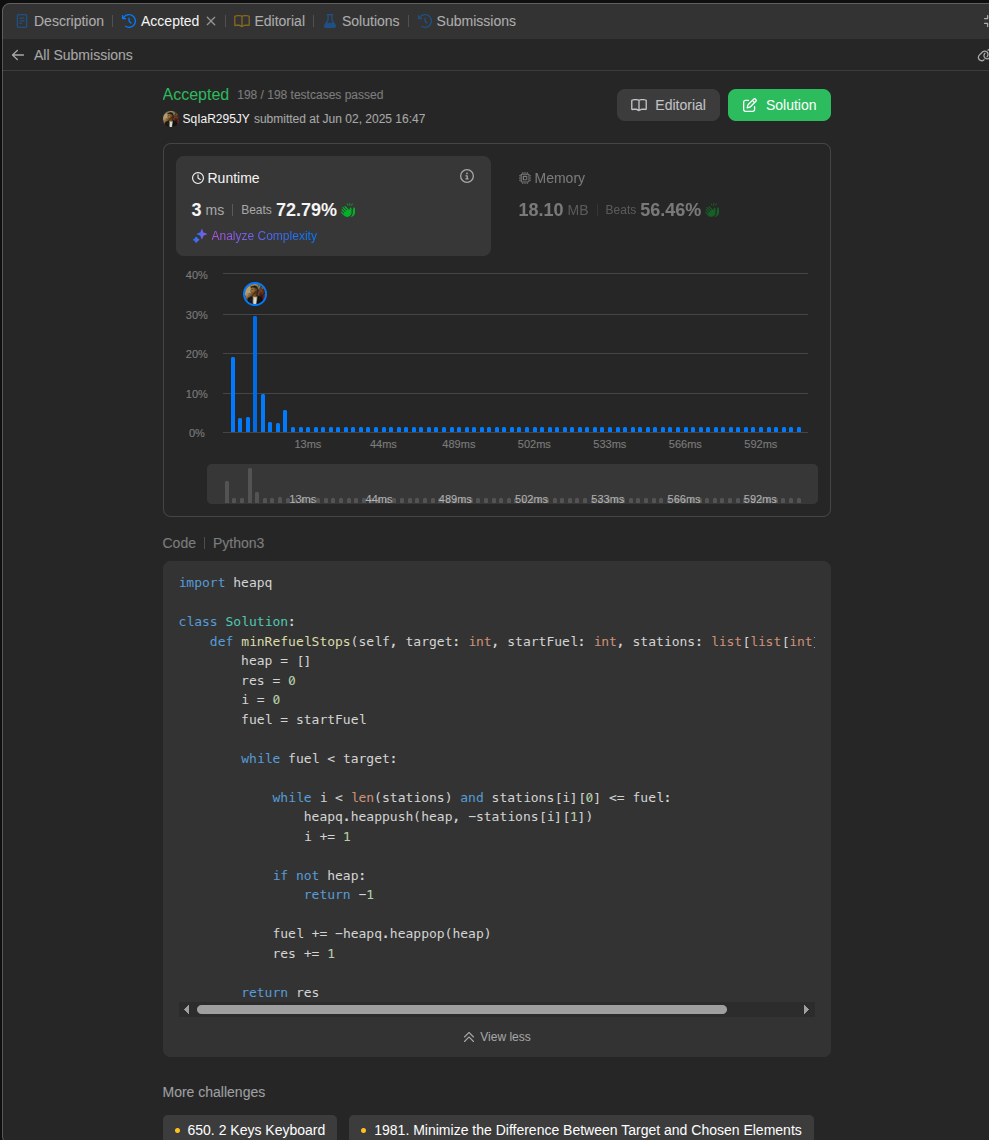 Description | Accepted × | Editorial | Solutions | Submissions
← All Submissions
Accepted 198 / 198 testcases passed
SqIaR295JY submitted at Jun 02, 2025 16:47
Editorial Solution
Runtime
3 ms | Beats 72.79%
Analyze Complexity
Memory
18.10 MB | Beats 56.46%
40%
30%
20%
10%
0%
13ms 44ms 489ms 502ms 533ms 566ms 592ms
13ms 44ms 489ms 502ms 533ms 566ms 592ms
Code | Python3
import heapq
class Solution:
    def minRefuelStops(self, target: int, startFuel: int, stations: list[list[int]
        heap = []
        res = 0
        i = 0
        fuel = startFuel
        while fuel < target:
            while i < len(stations) and stations[i][0] <= fuel:
                heapq.heappush(heap, -stations[i][1])
                i += 1
            if not heap:
                return -1
            fuel += -heapq.heappop(heap)
            res += 1
        return res
View less
More challenges
650. 2 Keys Keyboard
1981. Minimize the Difference Between Target and Chosen Elements